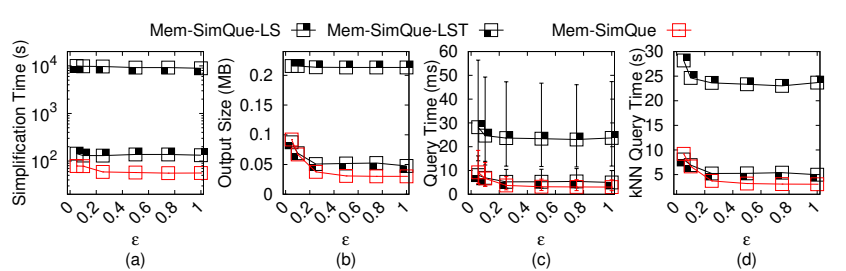 Mem-SimQue-LS Mem-SimQue-LST Mem-SimQue
Simplification Time (s)
10^4
10^3
10^2
0 0.2 0.4 0.6 0.8 1
ε
(a)
Output Size (MB)
0.2
0.15
0.1
0.05
0
0 0.2 0.4 0.6 0.8 1
ε
(b)
Query Time (ms)
60
50
40
30
20
10
0
0 0.2 0.4 0.6 0.8 1
ε
(c)
kNN Query Time (s)
30
25
20
15
10
5
0 0.2 0.4 0.6 0.8 1
ε
(d)